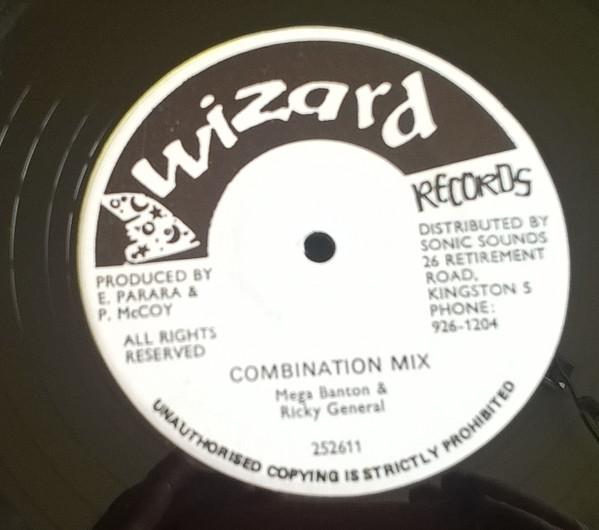 wizard
RECORDS
PRODUCED BY
E. PARARA &
P. McCOY
ALL RIGHTS
RESERVED
DISTRIBUTED BY
SONIC SOUNDS
26 RETIREMENT
ROAD,
KINGSTON 5
PHONE:
926-1204
COMBINATION MIX
Mega Banton &
Ricky General
252611
UNAUTHORISED COPYING IS STRICTLY PROHIBITED